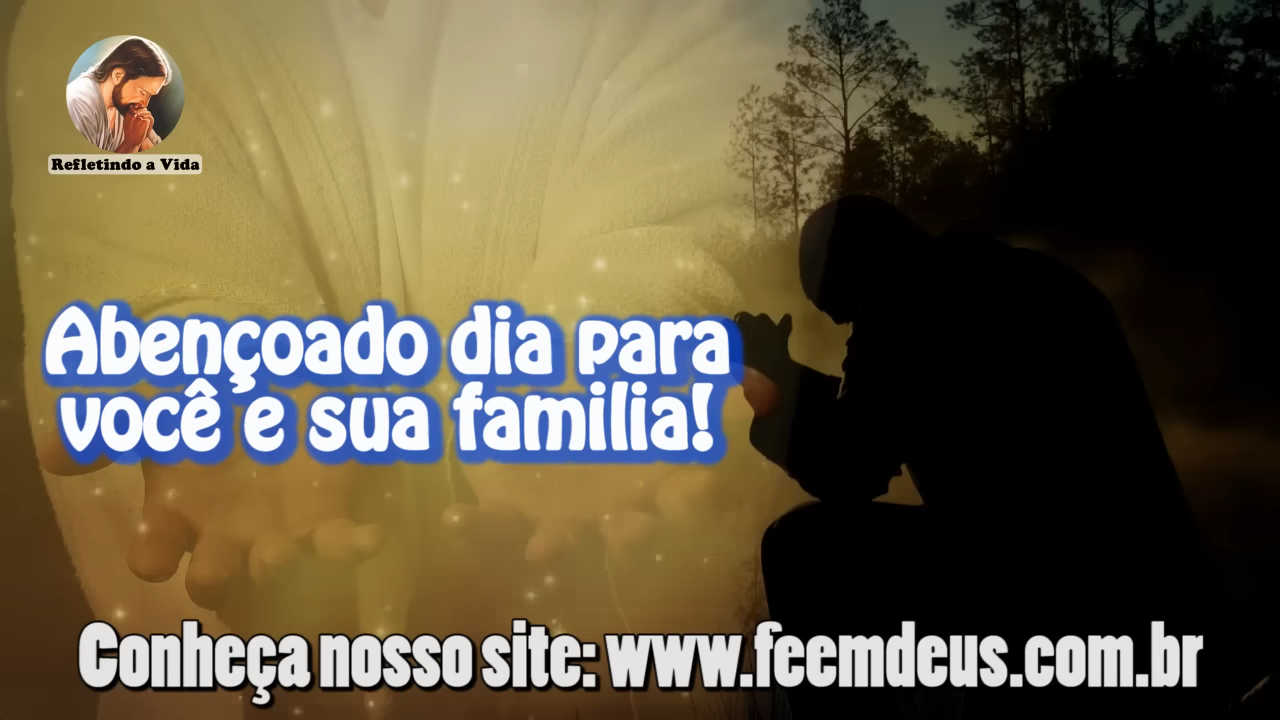 Refletindo a Vida
Abençoado dia para
você e sua familia!
Conheça nosso site: www.feemdeus.com.br